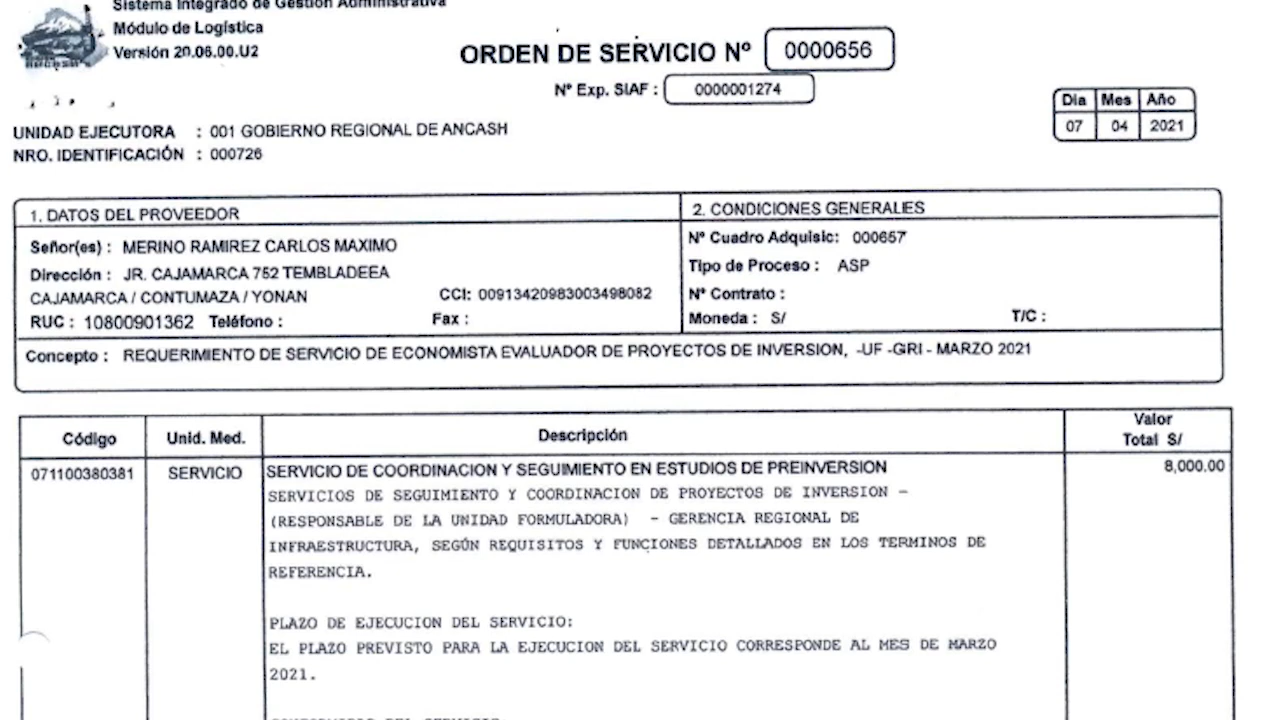 Sistema Integrado de Gestión Administrativa
Módulo de Logística
Versión 20.06.00.U2
ORDEN DE SERVICIO Nº 0000656
Nº Exp. SIAF : 0000001274
Dia Mes Año
07 04 2021
UNIDAD EJECUTORA : 001 GOBIERNO REGIONAL DE ANCASH
NRO. IDENTIFICACIÓN : 000726
1. DATOS DEL PROVEEDOR
Señor(es) : MERINO RAMIREZ CARLOS MAXIMO
Dirección : JR. CAJAMARCA 752 TEMBLADEEA
CAJAMARCA / CONTUMAZA / YONAN CCI: 00913420983003498082
RUC : 10800901362 Teléfono : Fax :
2. CONDICIONES GENERALES
Nº Cuadro Adquisic: 000657
Tipo de Proceso : ASP
Nº Contrato :
Moneda : S/ T/C :
Concepto : REQUERIMIENTO DE SERVICIO DE ECONOMISTA EVALUADOR DE PROYECTOS DE INVERSION, -UF -GRI - MARZO 2021
Código Unid. Med. Descripción Valor Total S/
071100380381 SERVICIO SERVICIO DE COORDINACION Y SEGUIMIENTO EN ESTUDIOS DE PREINVERSION 8,000.00
SERVICIOS DE SEGUIMIENTO Y COORDINACION DE PROYECTOS DE INVERSION –
(RESPONSABLE DE LA UNIDAD FORMULADORA) - GERENCIA REGIONAL DE
INFRAESTRUCTURA, SEGÚN REQUISITOS Y FUNCIONES DETALLADOS EN LOS TERMINOS DE
REFERENCIA.
PLAZO DE EJECUCION DEL SERVICIO:
EL PLAZO PREVISTO PARA LA EJECUCION DEL SERVICIO CORRESPONDE AL MES DE MARZO
2021.